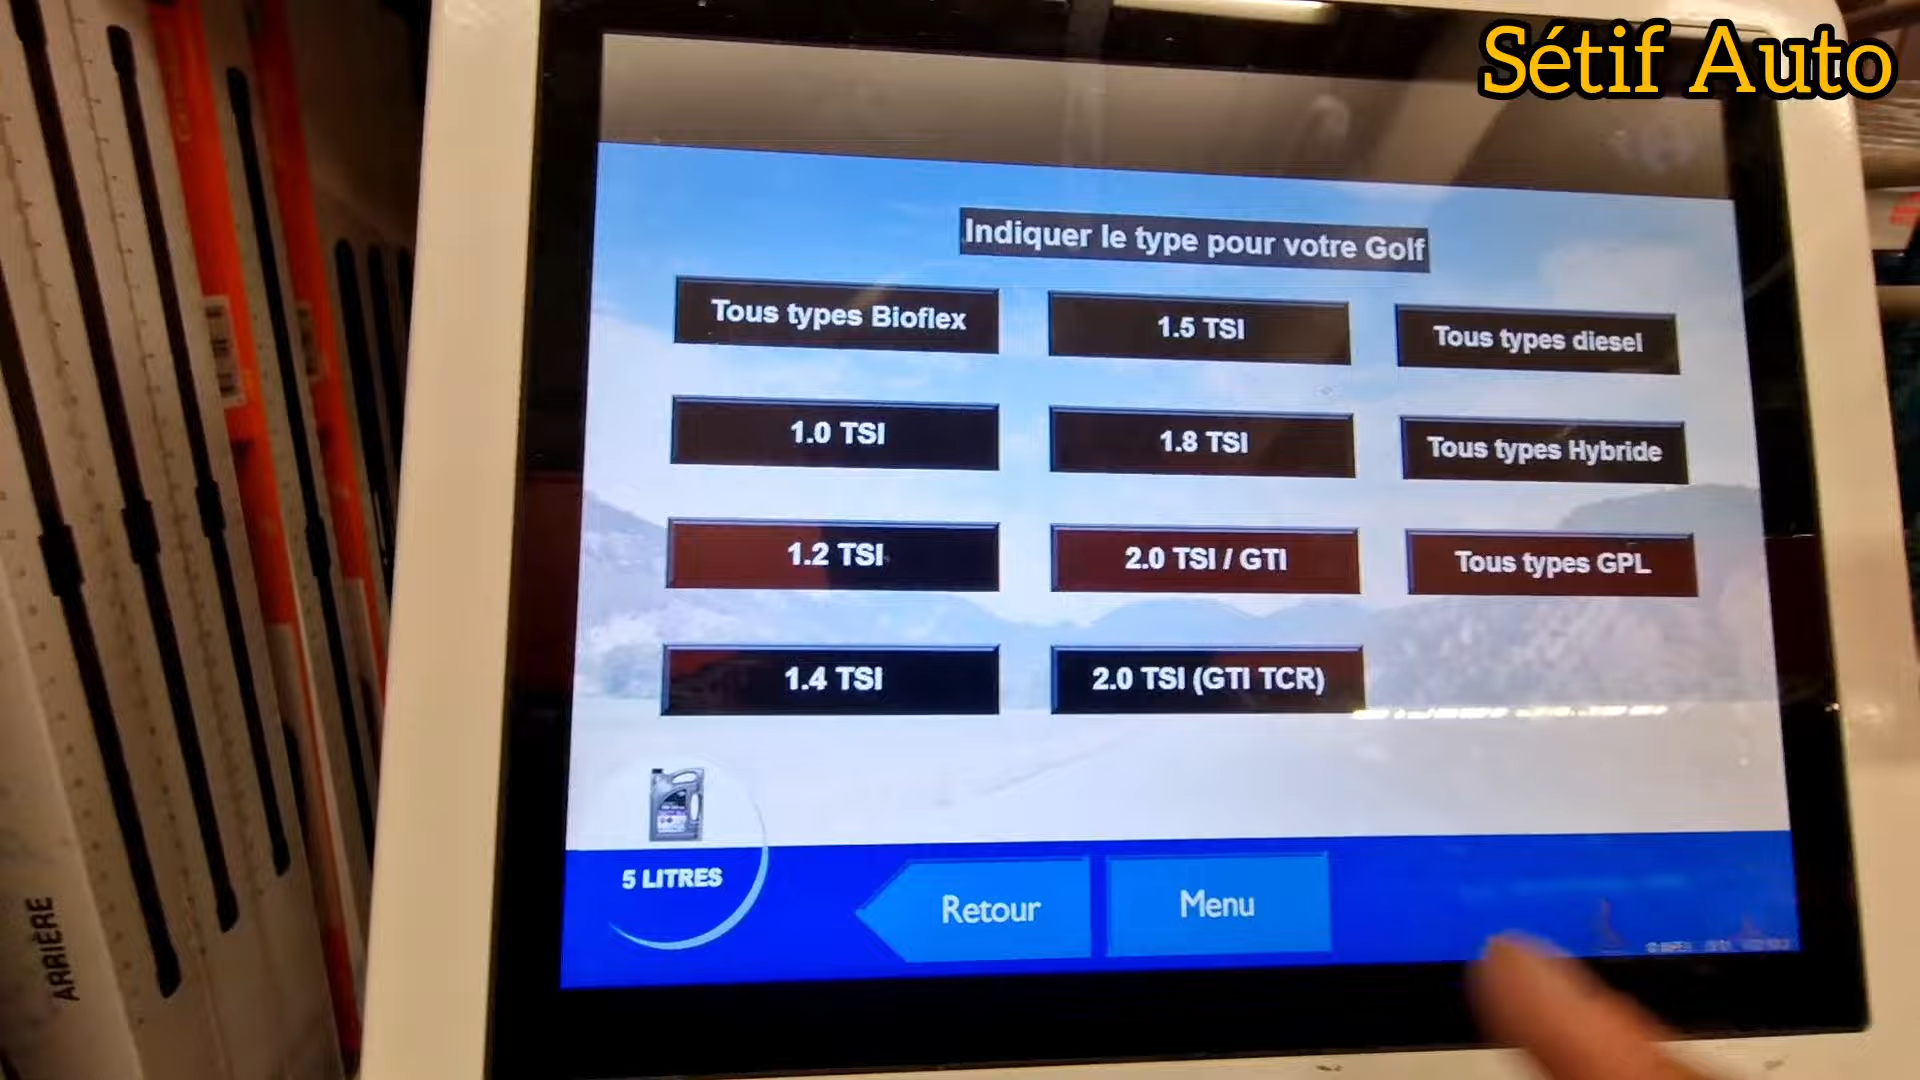 Sétif Auto
Indiquer le type pour votre Golf
Tous types Bioflex
1.5 TSI
Tous types diesel
1.0 TSI
1.8 TSI
Tous types Hybride
1.2 TSI
2.0 TSI / GTI
Tous types GPL
1.4 TSI
2.0 TSI (GTI TCR)
5 LITRES
Retour
Menu
ARRIÈRE